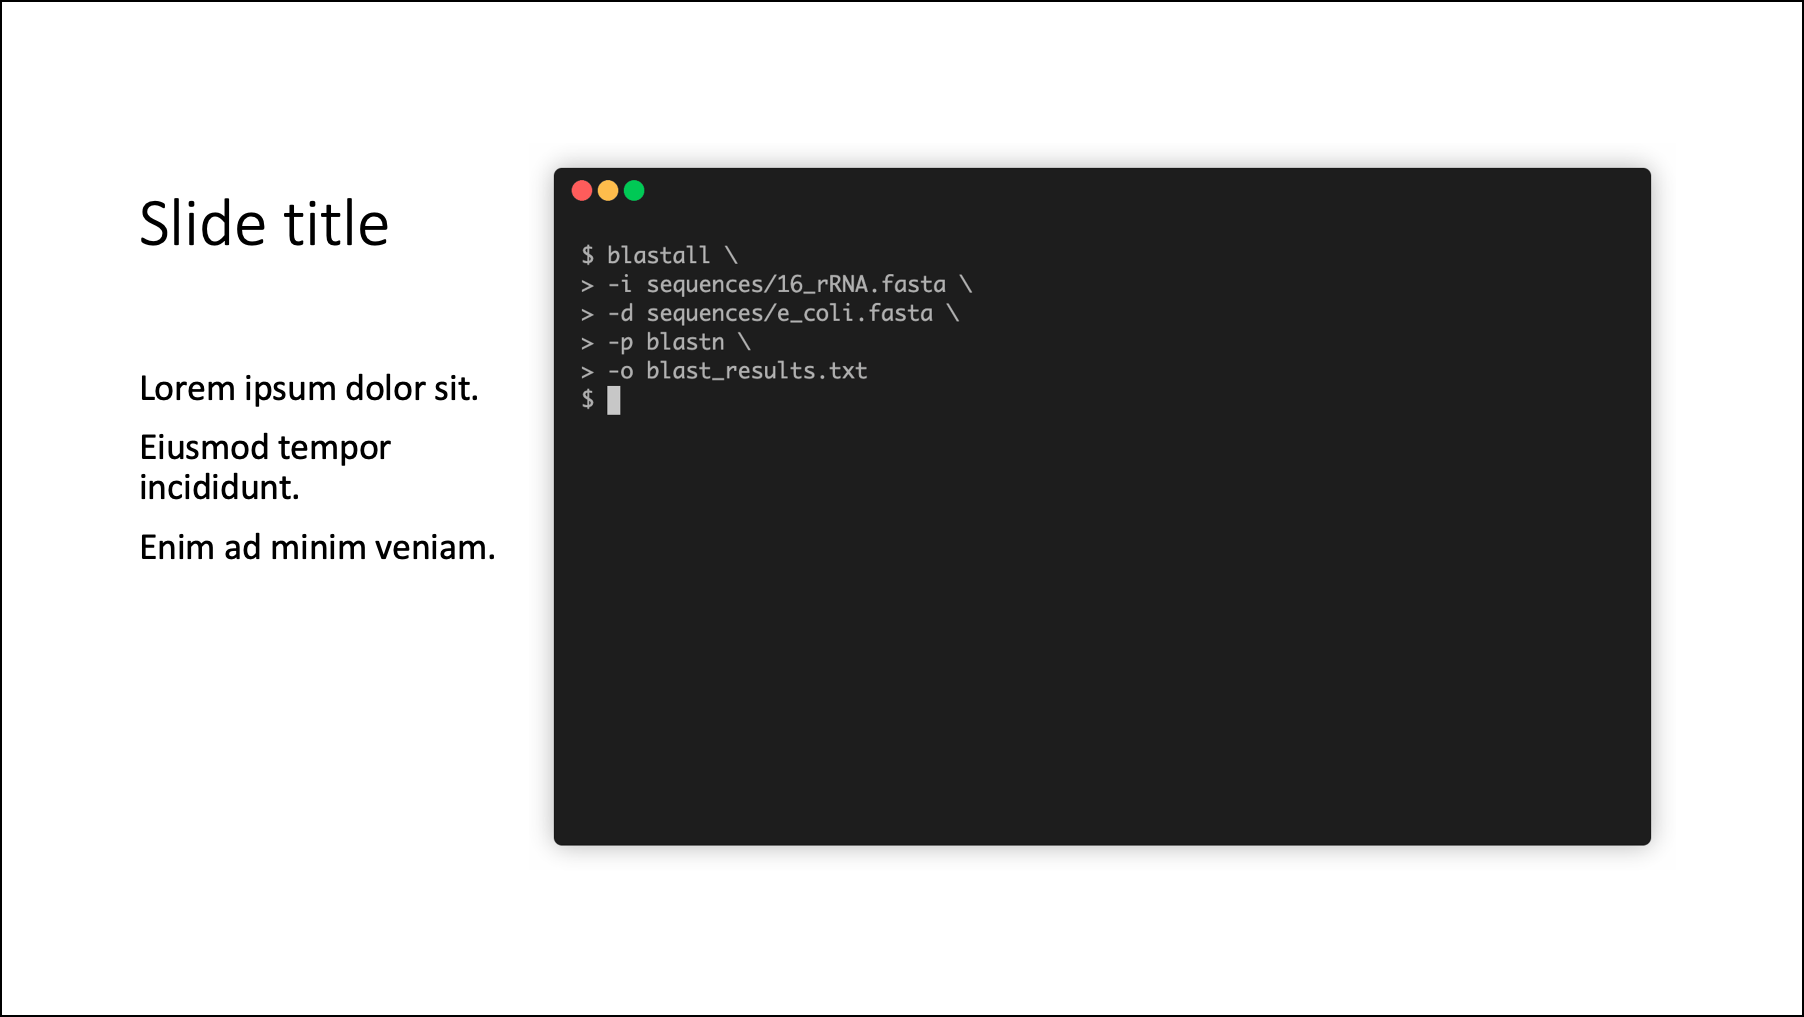 Slide title
Lorem ipsum dolor sit.
Eiusmod tempor
incididunt.
Enim ad minim veniam.
$ blastall \
> -i sequences/16_rRNA.fasta \
> -d sequences/e_coli.fasta \
> -p blastn \
> -o blast_results.txt
$